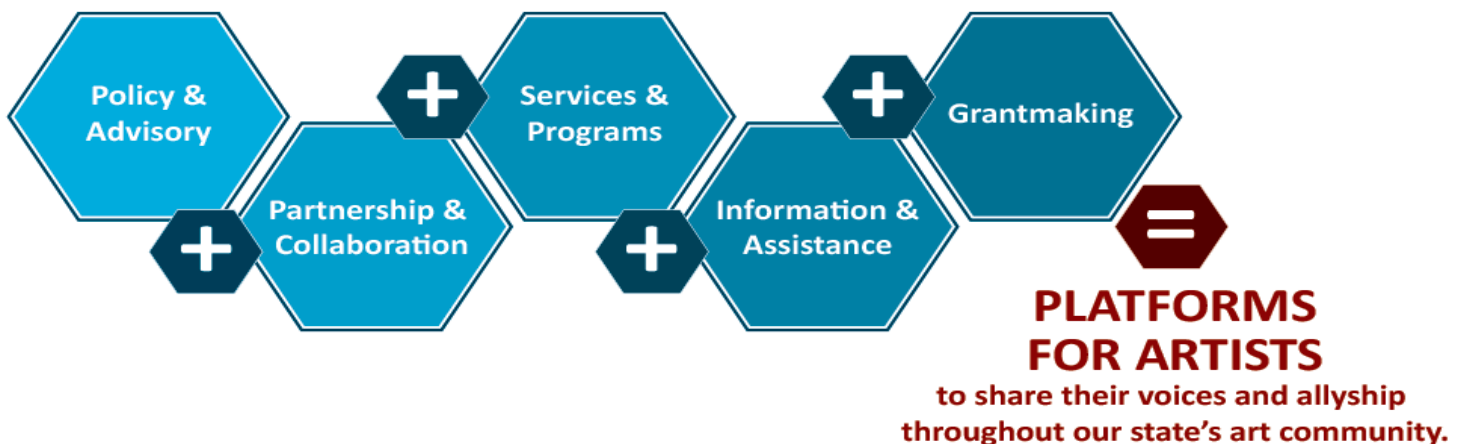 Policy &
Advisory
+
Partnership &
Collaboration
+
Services &
Programs
+
Information &
Assistance
+
Grantmaking
=
PLATFORMS
FOR ARTISTS
to share their voices and allyship
throughout our state's art community.